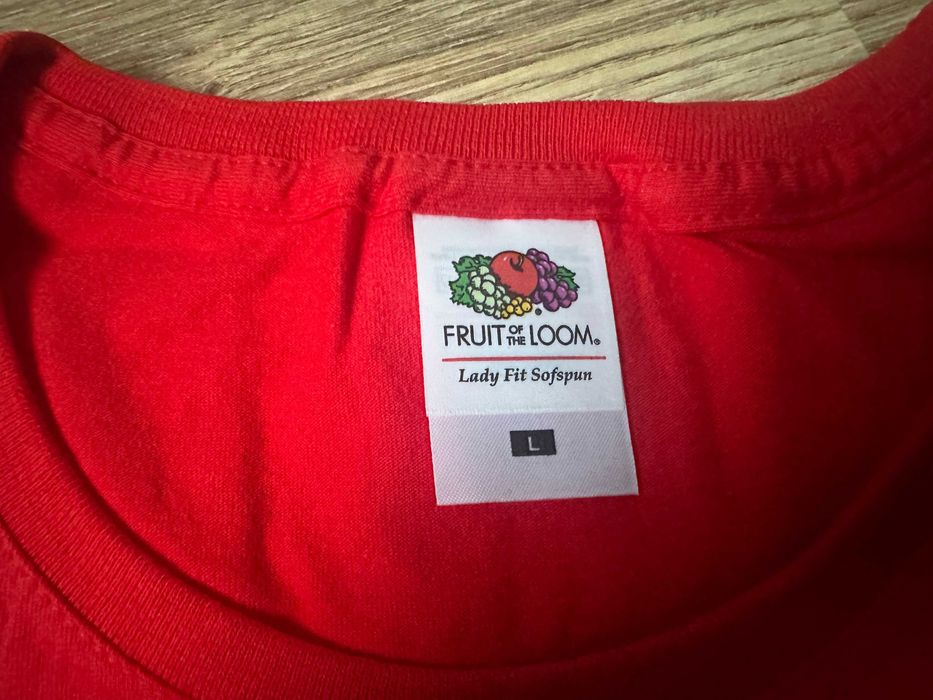 FRUIT OF THE LOOM®
Lady Fit Sofspun
L